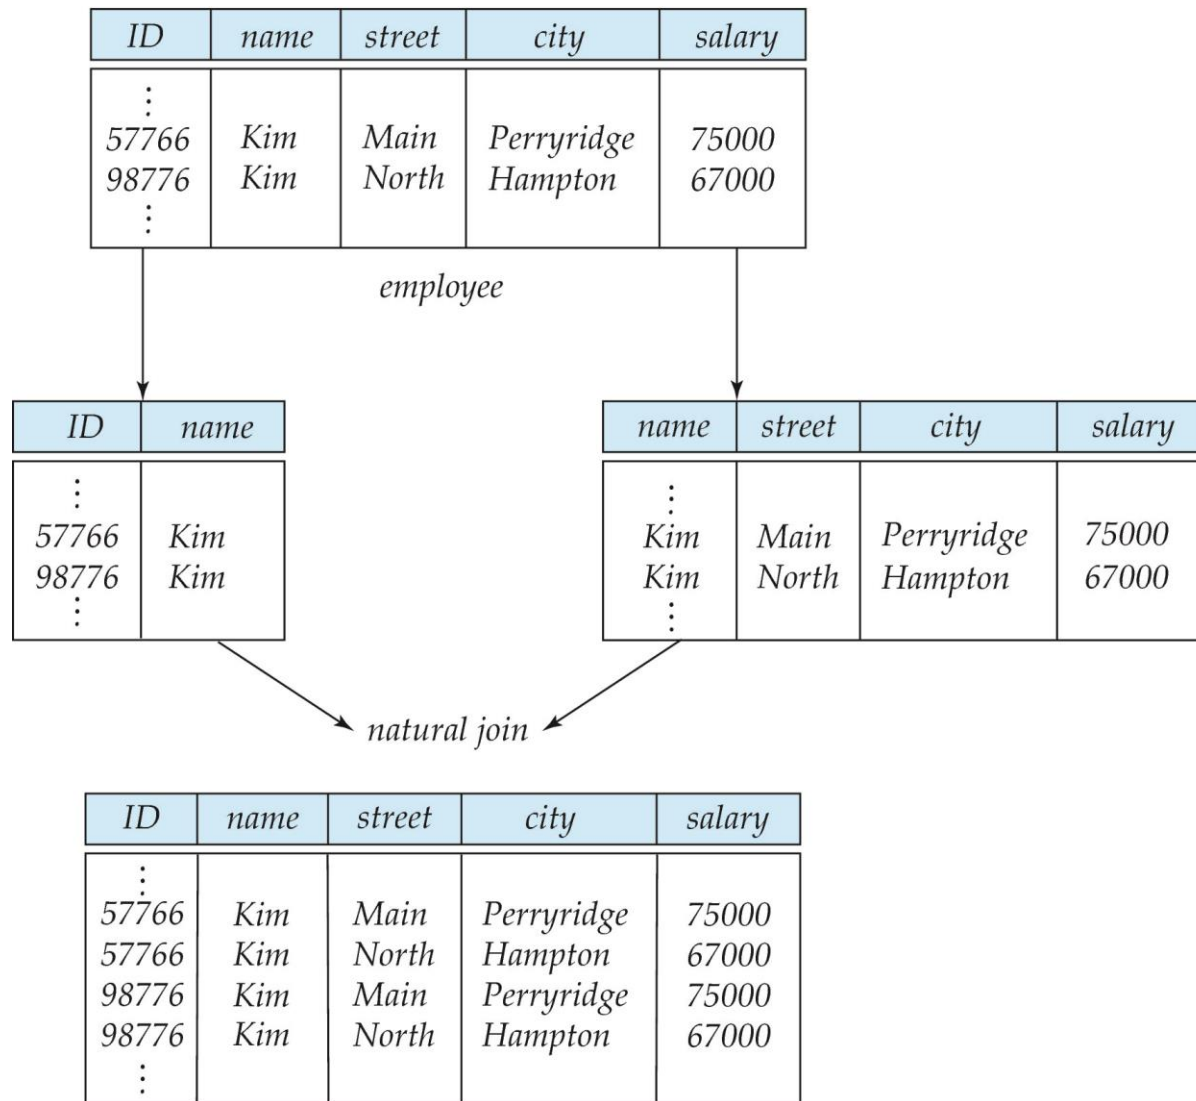 ID name street city salary
⋮
57766 Kim Main Perryridge 75000
98776 Kim North Hampton 67000
⋮
employee
ID name
⋮
57766 Kim
98776 Kim
⋮
name street city salary
⋮
Kim Main Perryridge 75000
Kim North Hampton 67000
⋮
natural join
ID name street city salary
⋮
57766 Kim Main Perryridge 75000
57766 Kim North Hampton 67000
98776 Kim Main Perryridge 75000
98776 Kim North Hampton 67000
⋮